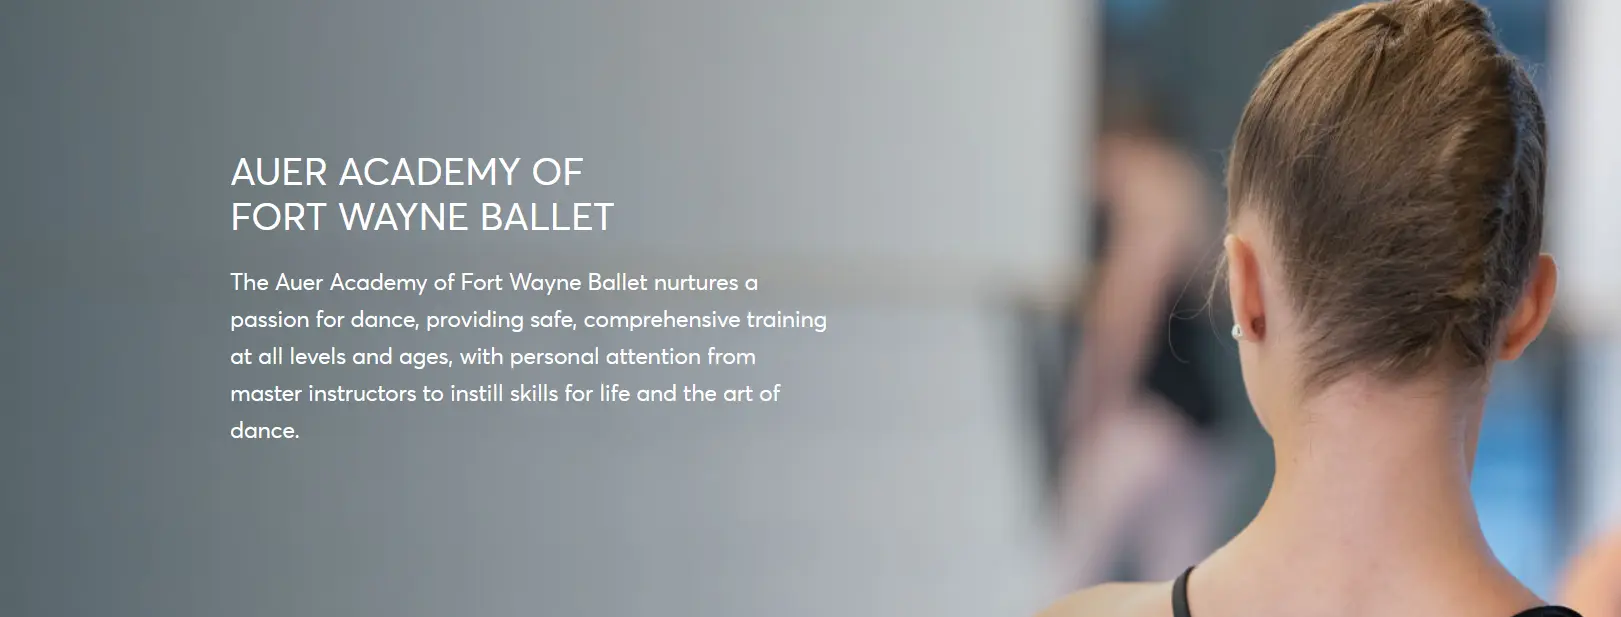 AUER ACADEMY OF
FORT WAYNE BALLET
The Auer Academy of Fort Wayne Ballet nurtures a
passion for dance, providing safe, comprehensive training
at all levels and ages, with personal attention from
master instructors to instill skills for life and the art of
dance.